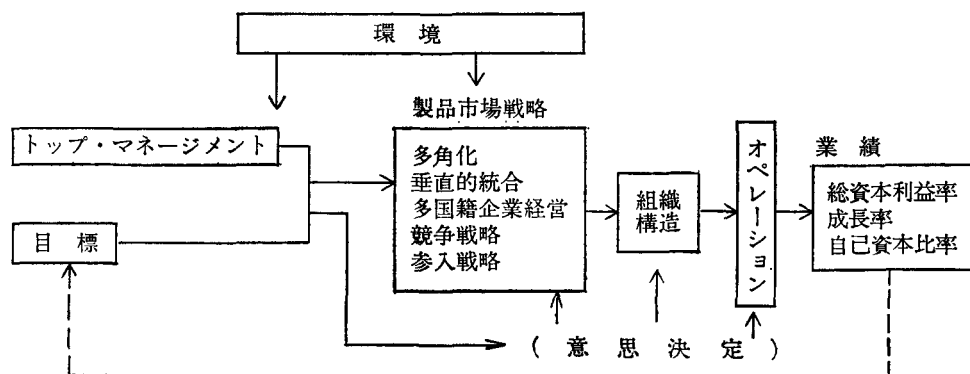 環境
製品市場戦略
トップ・マネージメント
目標
多角化
垂直的統合
多国籍企業経営
競争戦略
参入戦略
組織
構造
オペレーション
業績
総資本利益率
成長率
自己資本比率
(意思決定)